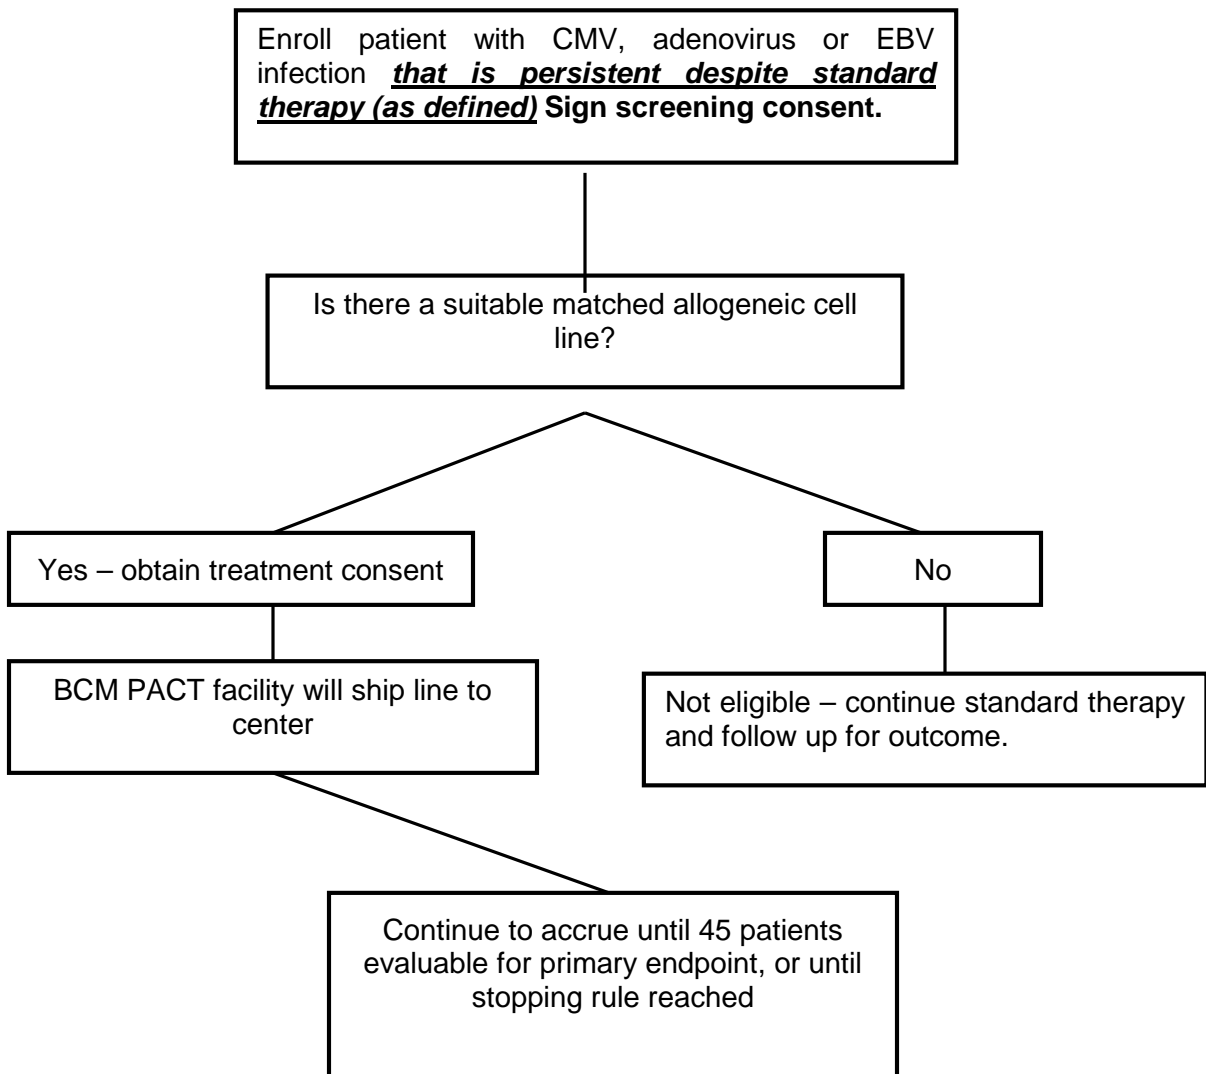 Enroll patient with CMV, adenovirus or EBV
infection that is persistent despite standard
therapy (as defined) Sign screening consent.
Is there a suitable matched allogeneic cell
line?
Yes – obtain treatment consent
No
BCM PACT facility will ship line to
center
Not eligible – continue standard therapy
and follow up for outcome.
Continue to accrue until 45 patients
evaluable for primary endpoint, or until
stopping rule reached